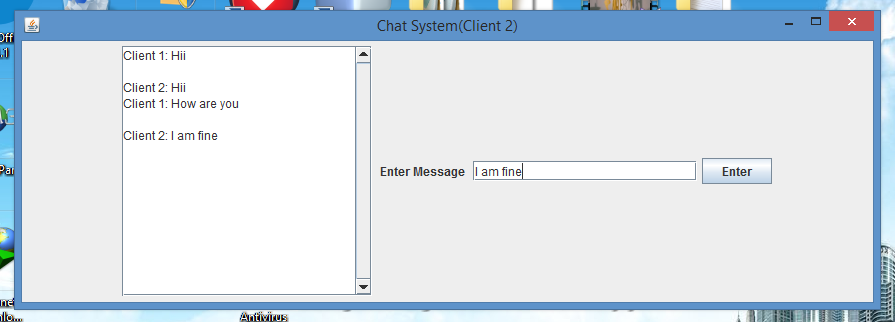 Chat System(Client 2)
Client 1: Hii
Client 2: Hii
Client 1: How are you
Client 2: I am fine
Enter Message I am fine Enter
Antivirus